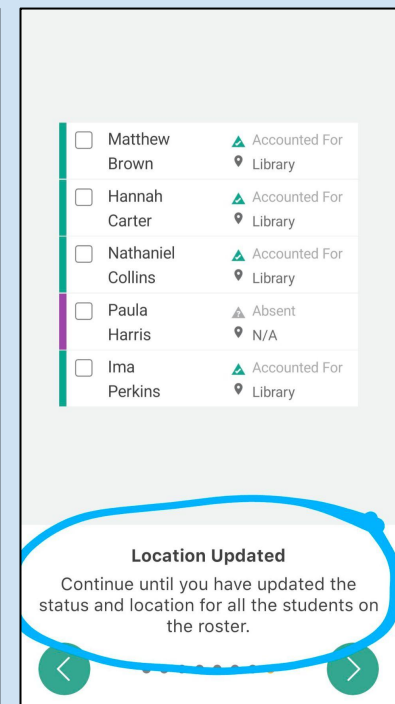 Matthew Accounted For
Brown Library
Hannah Accounted For
Carter Library
Nathaniel Accounted For
Collins Library
Paula Absent
Harris N/A
Ima Accounted For
Perkins Library
Location Updated
Continue until you have updated the
status and location for all the students on
the roster.